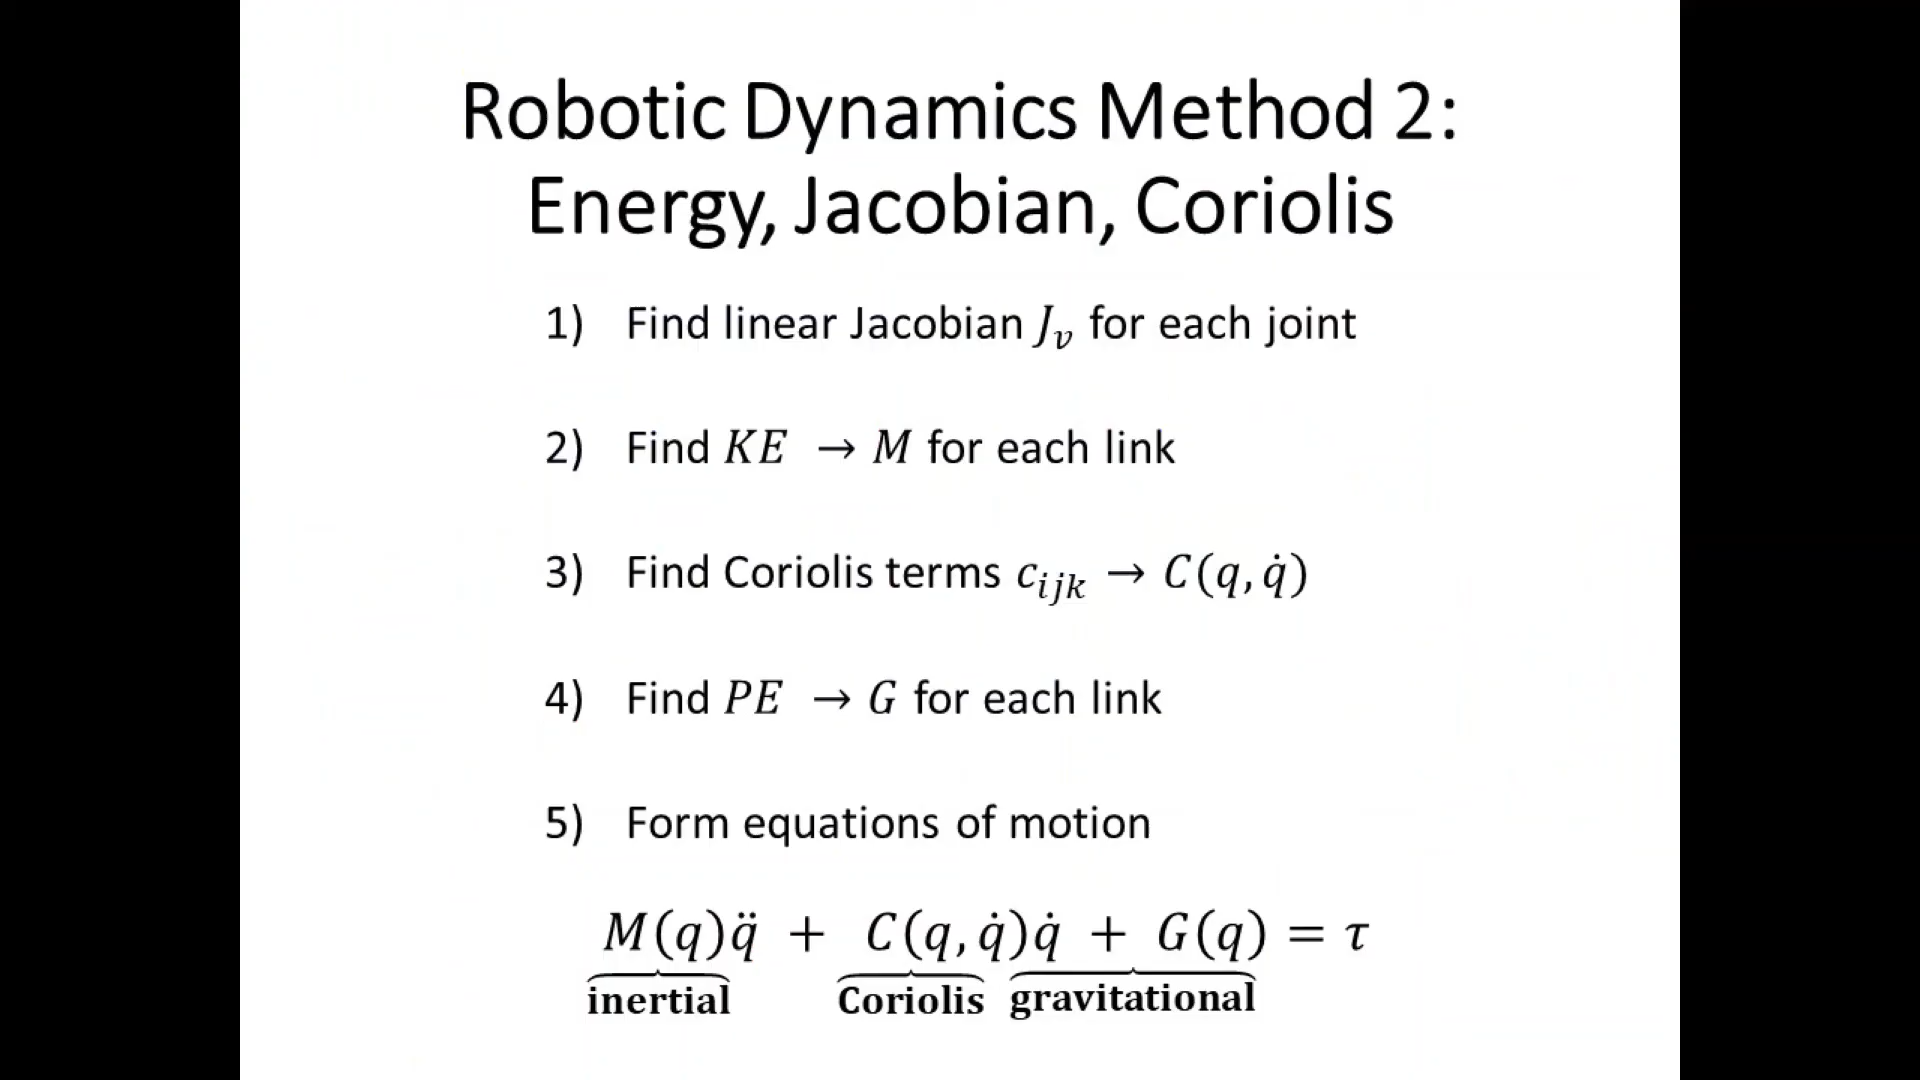 Robotic Dynamics Method 2:
Energy, Jacobian, Coriolis
1) Find linear Jacobian J_v for each joint
2) Find KE → M for each link
3) Find Coriolis terms c_{ijk} → C(q, q̇)
4) Find PE → G for each link
5) Form equations of motion
M(q)q̈ + C(q, q̇)q̇ + G(q) = τ
inertial Coriolis gravitational